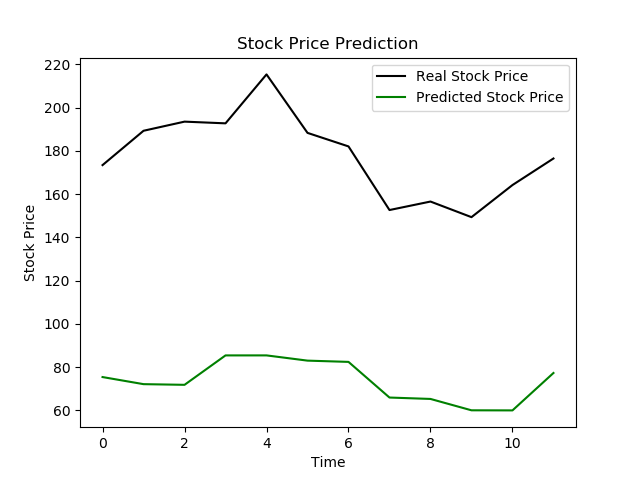 Stock Price Prediction
Real Stock Price
Predicted Stock Price
Stock Price
220
200
180
160
140
120
100
80
60
0 2 4 6 8 10
Time